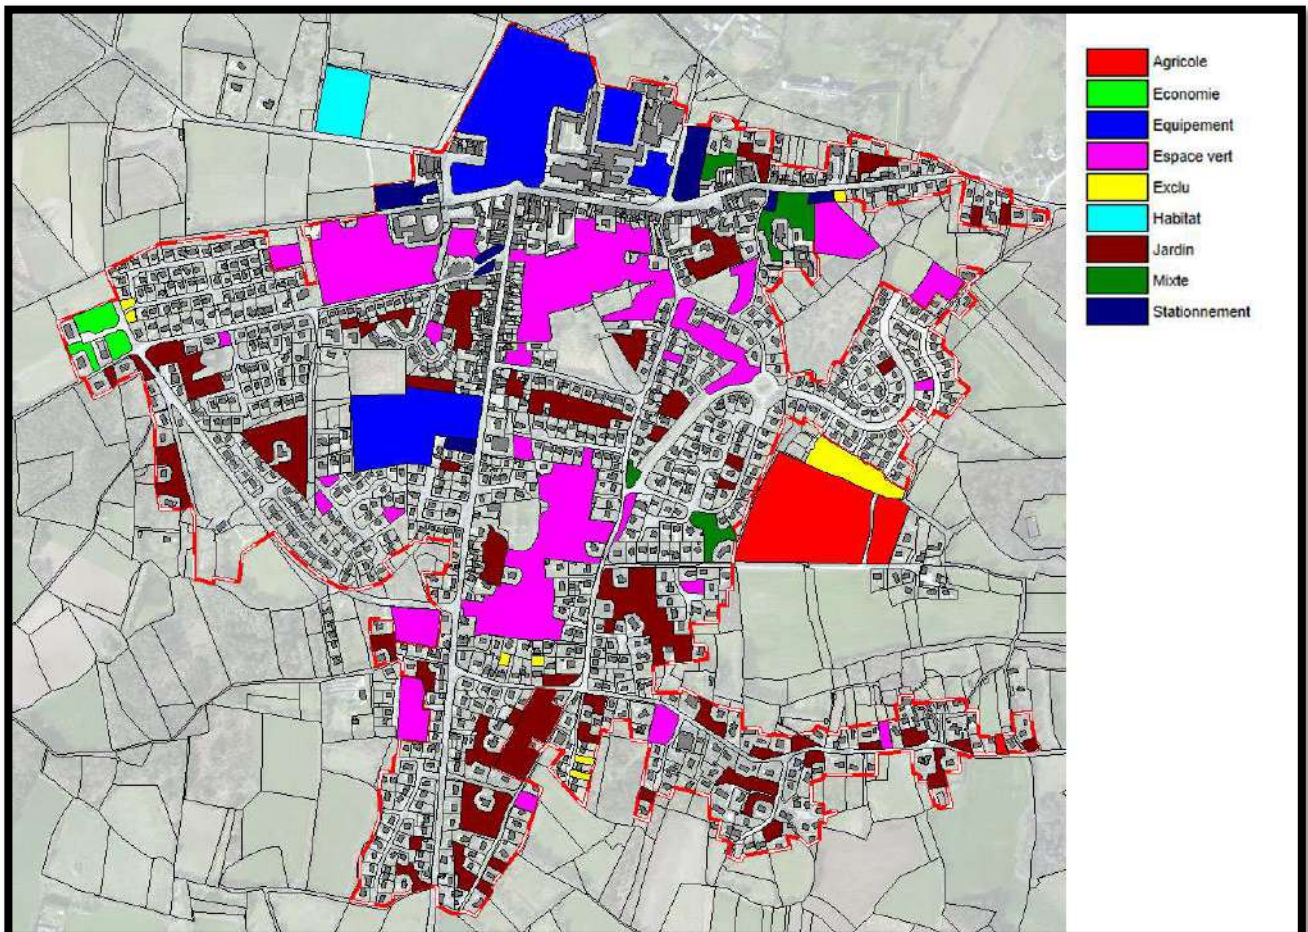 Agricole
Economie
Equipement
Espace vert
Exclu
Habitat
Jardin
Mixte
Stationnement